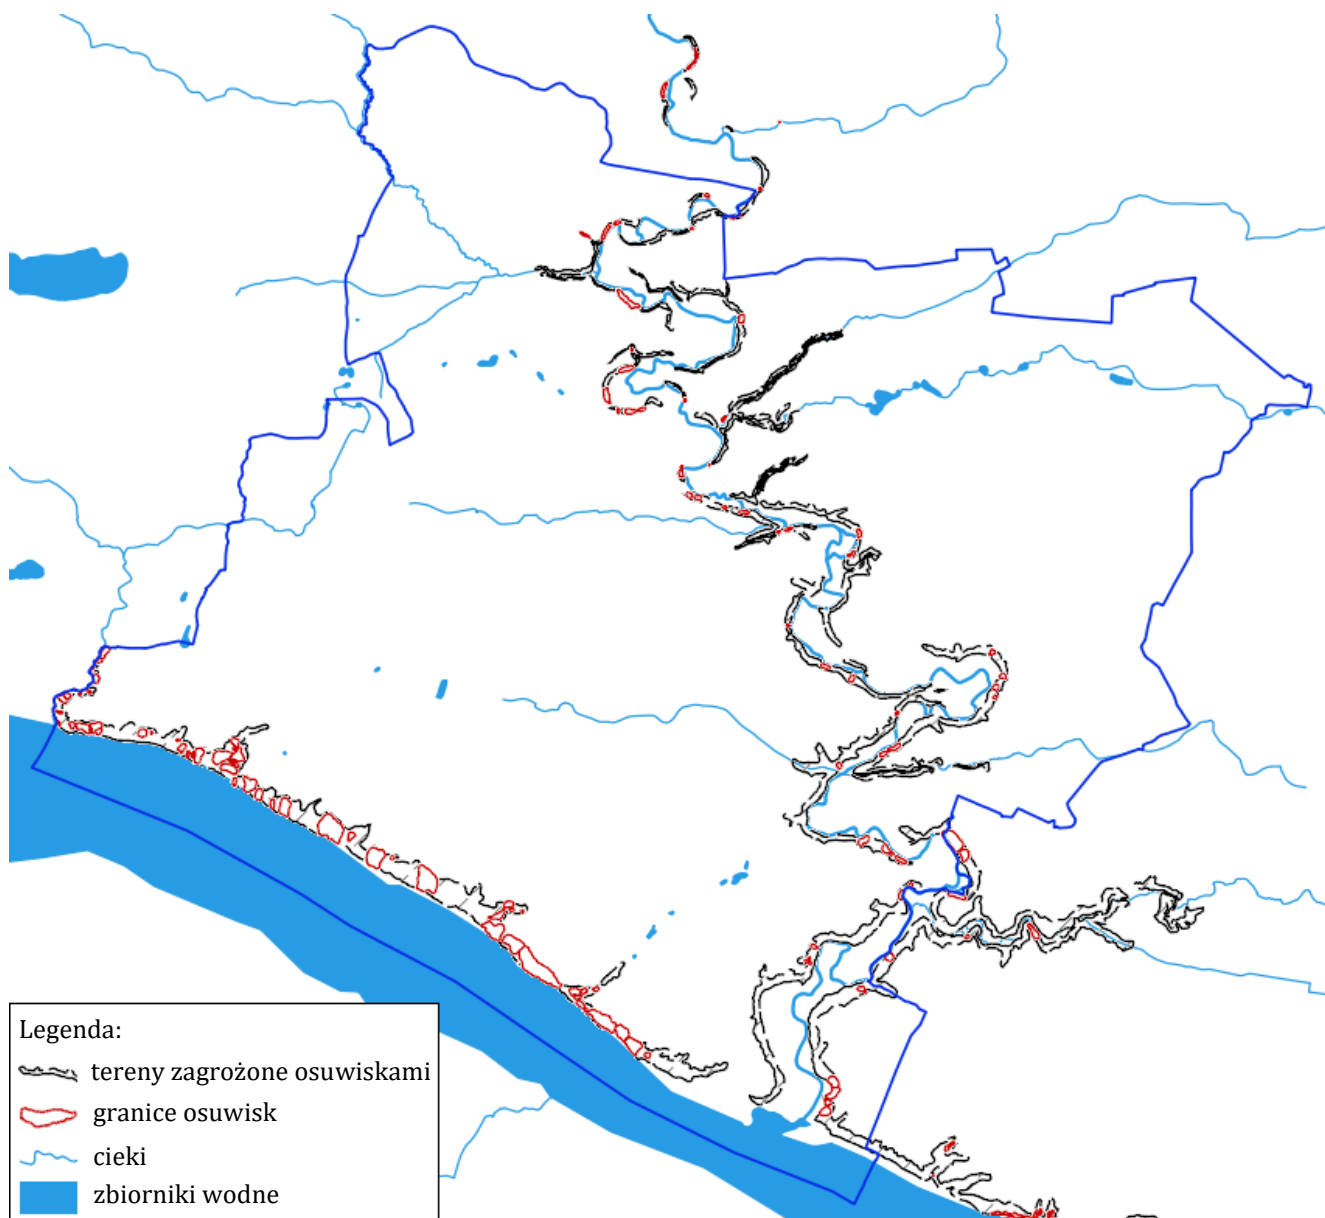 Legenda:
tereny zagrożone osuwiskami
granice osuwisk
cieki
zbiorniki wodne